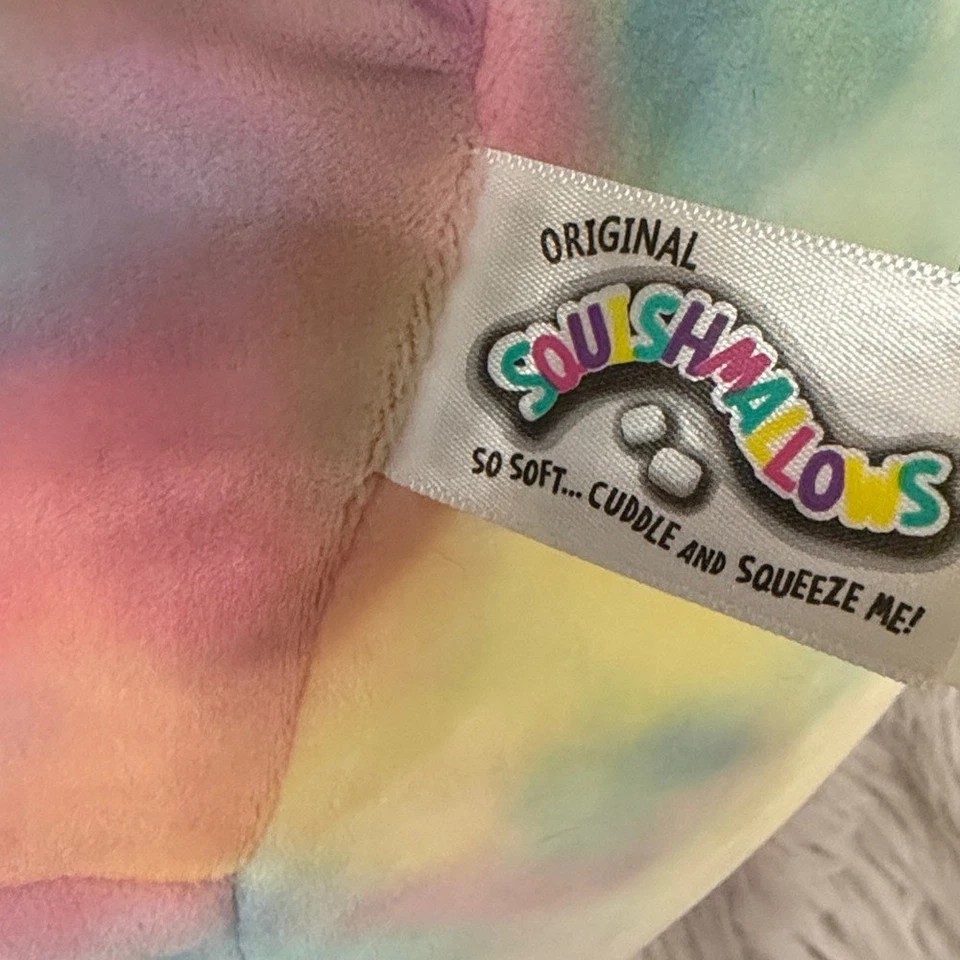 ORIGINAL
SQUISHMALLOWS
SO SOFT... CUDDLE AND SQUEEZE ME!